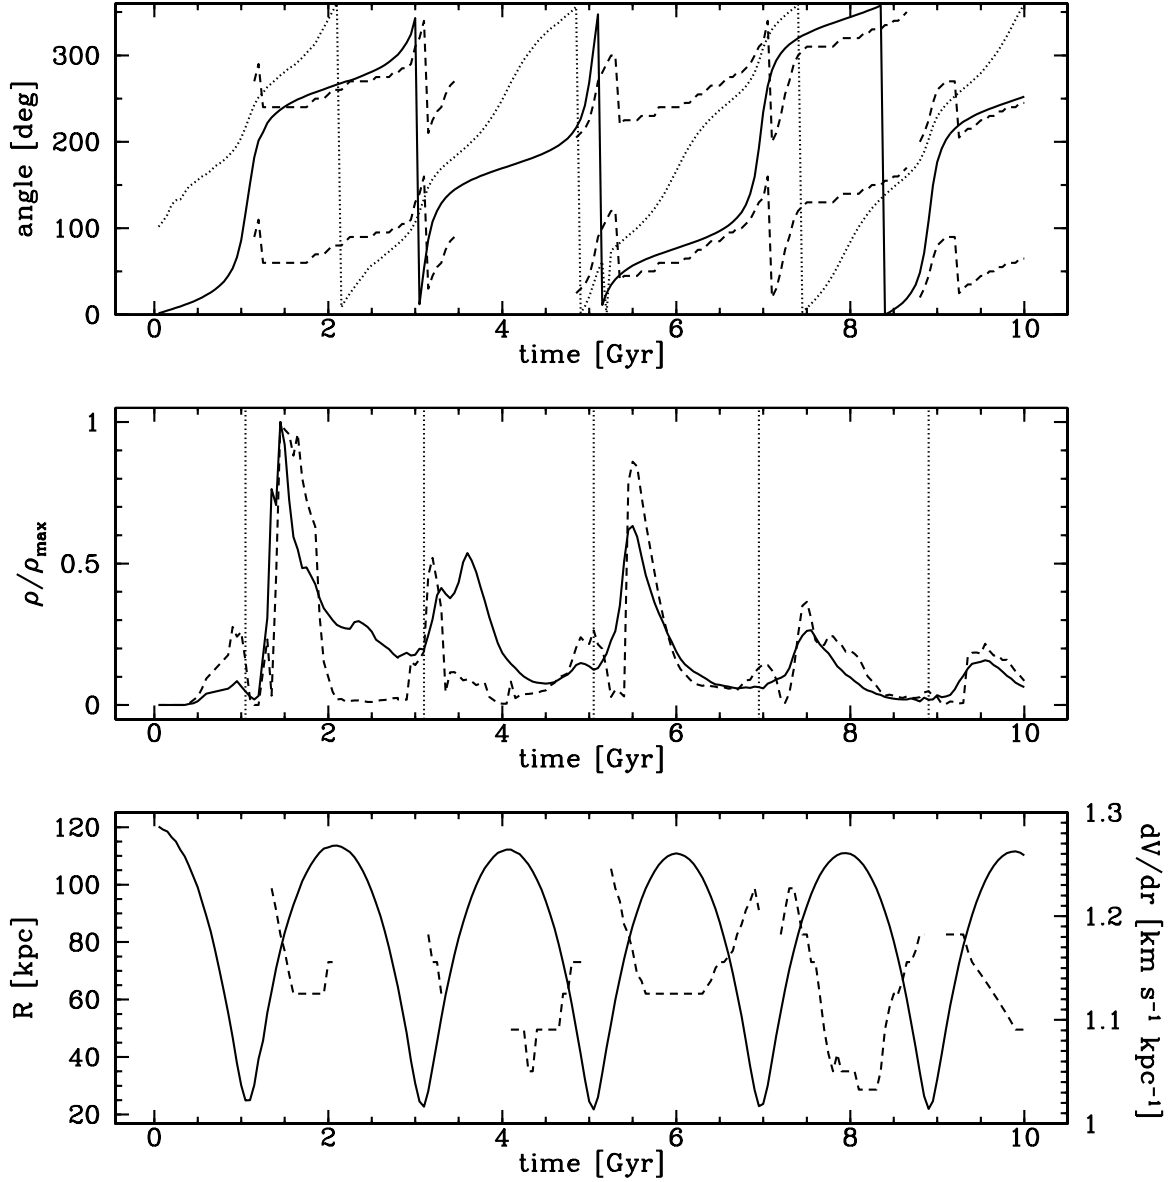 300
200
100
0
angle [deg]
0 2 4 6 8 10
time [Gyr]
1
0.5
0
ρ/ρmax
0 2 4 6 8 10
time [Gyr]
120
100
80
60
40
20
R [kpc]
1.3
1.2
1.1
1
dV/dr [km s⁻¹ kpc⁻¹]
0 2 4 6 8 10
time [Gyr]